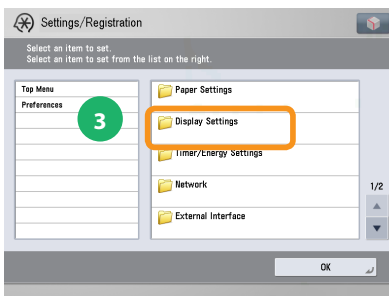 Settings/Registration
Select an item to set.
Select an item to set from the list on the right.
Top Menu
Preferences
3
Paper Settings
Display Settings
Timer/Energy Settings
Network
External Interface
1/2
OK